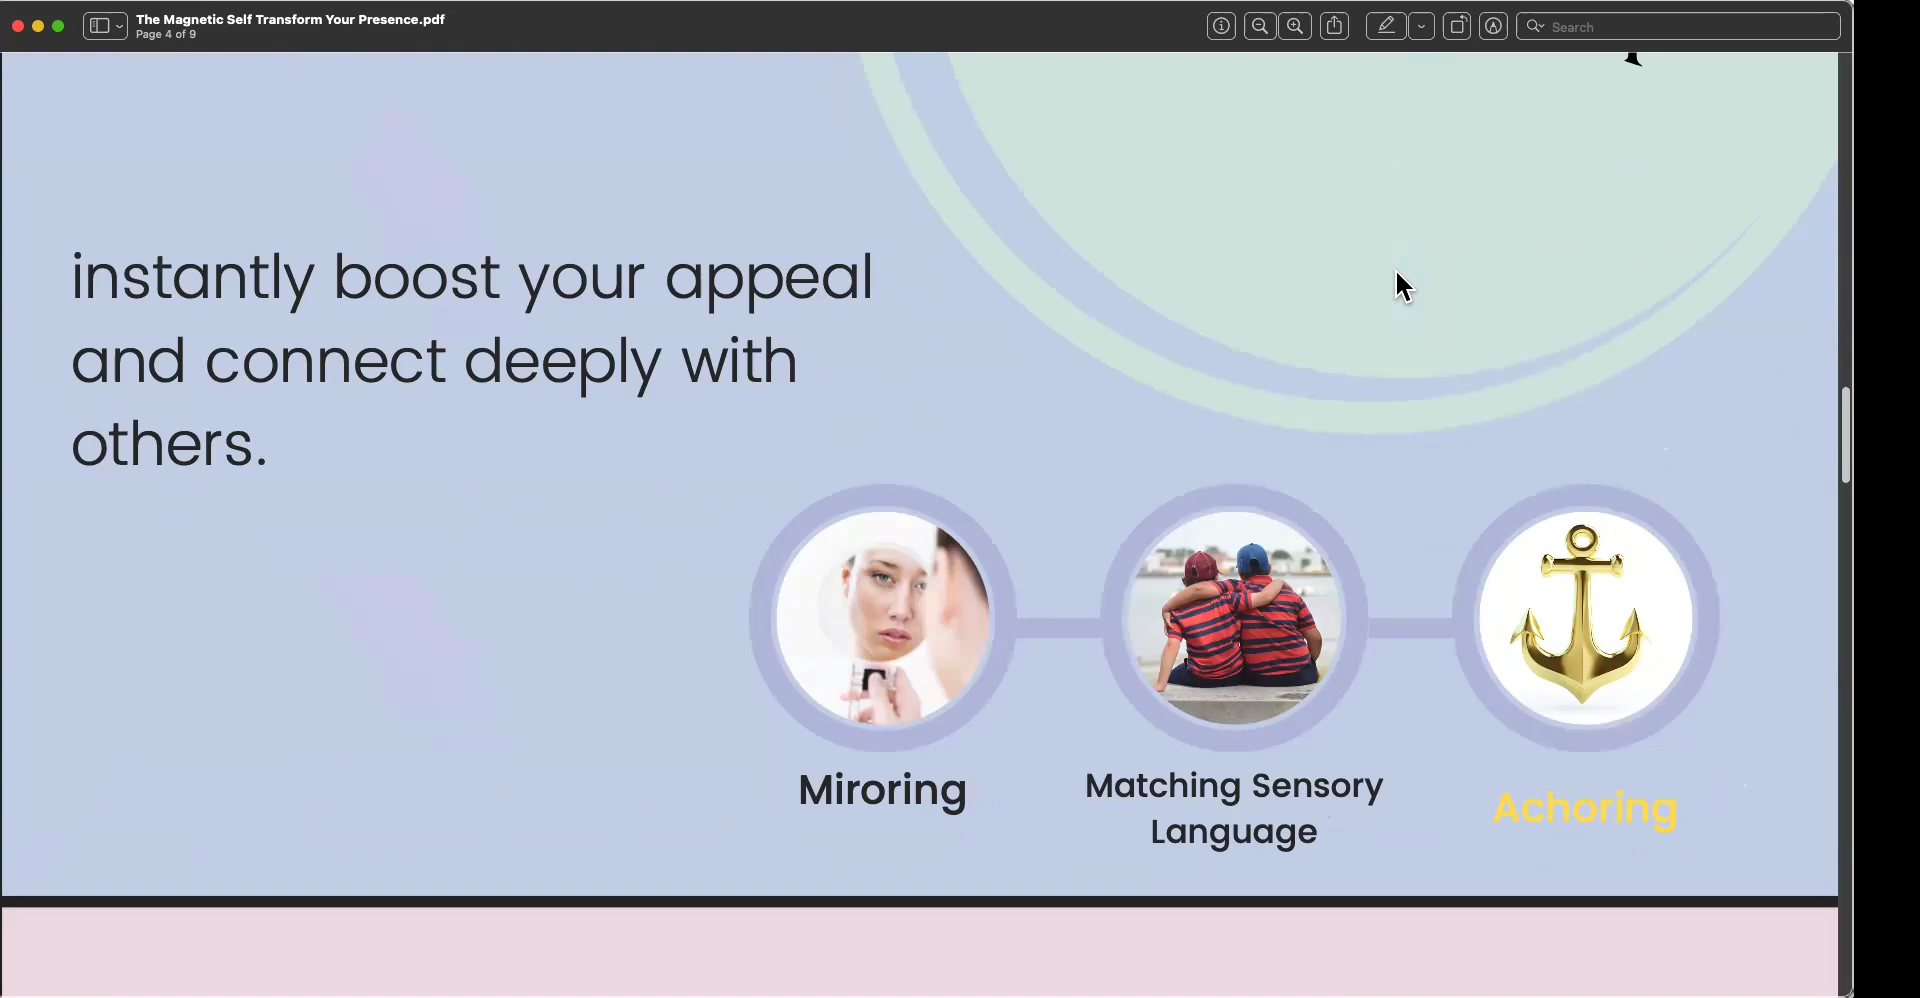 The Magnetic Self Transform Your Presence.pdf
Page 4 of 9
Search
instantly boost your appeal
and connect deeply with
others.
Miroring
Matching Sensory
Language
Achoring